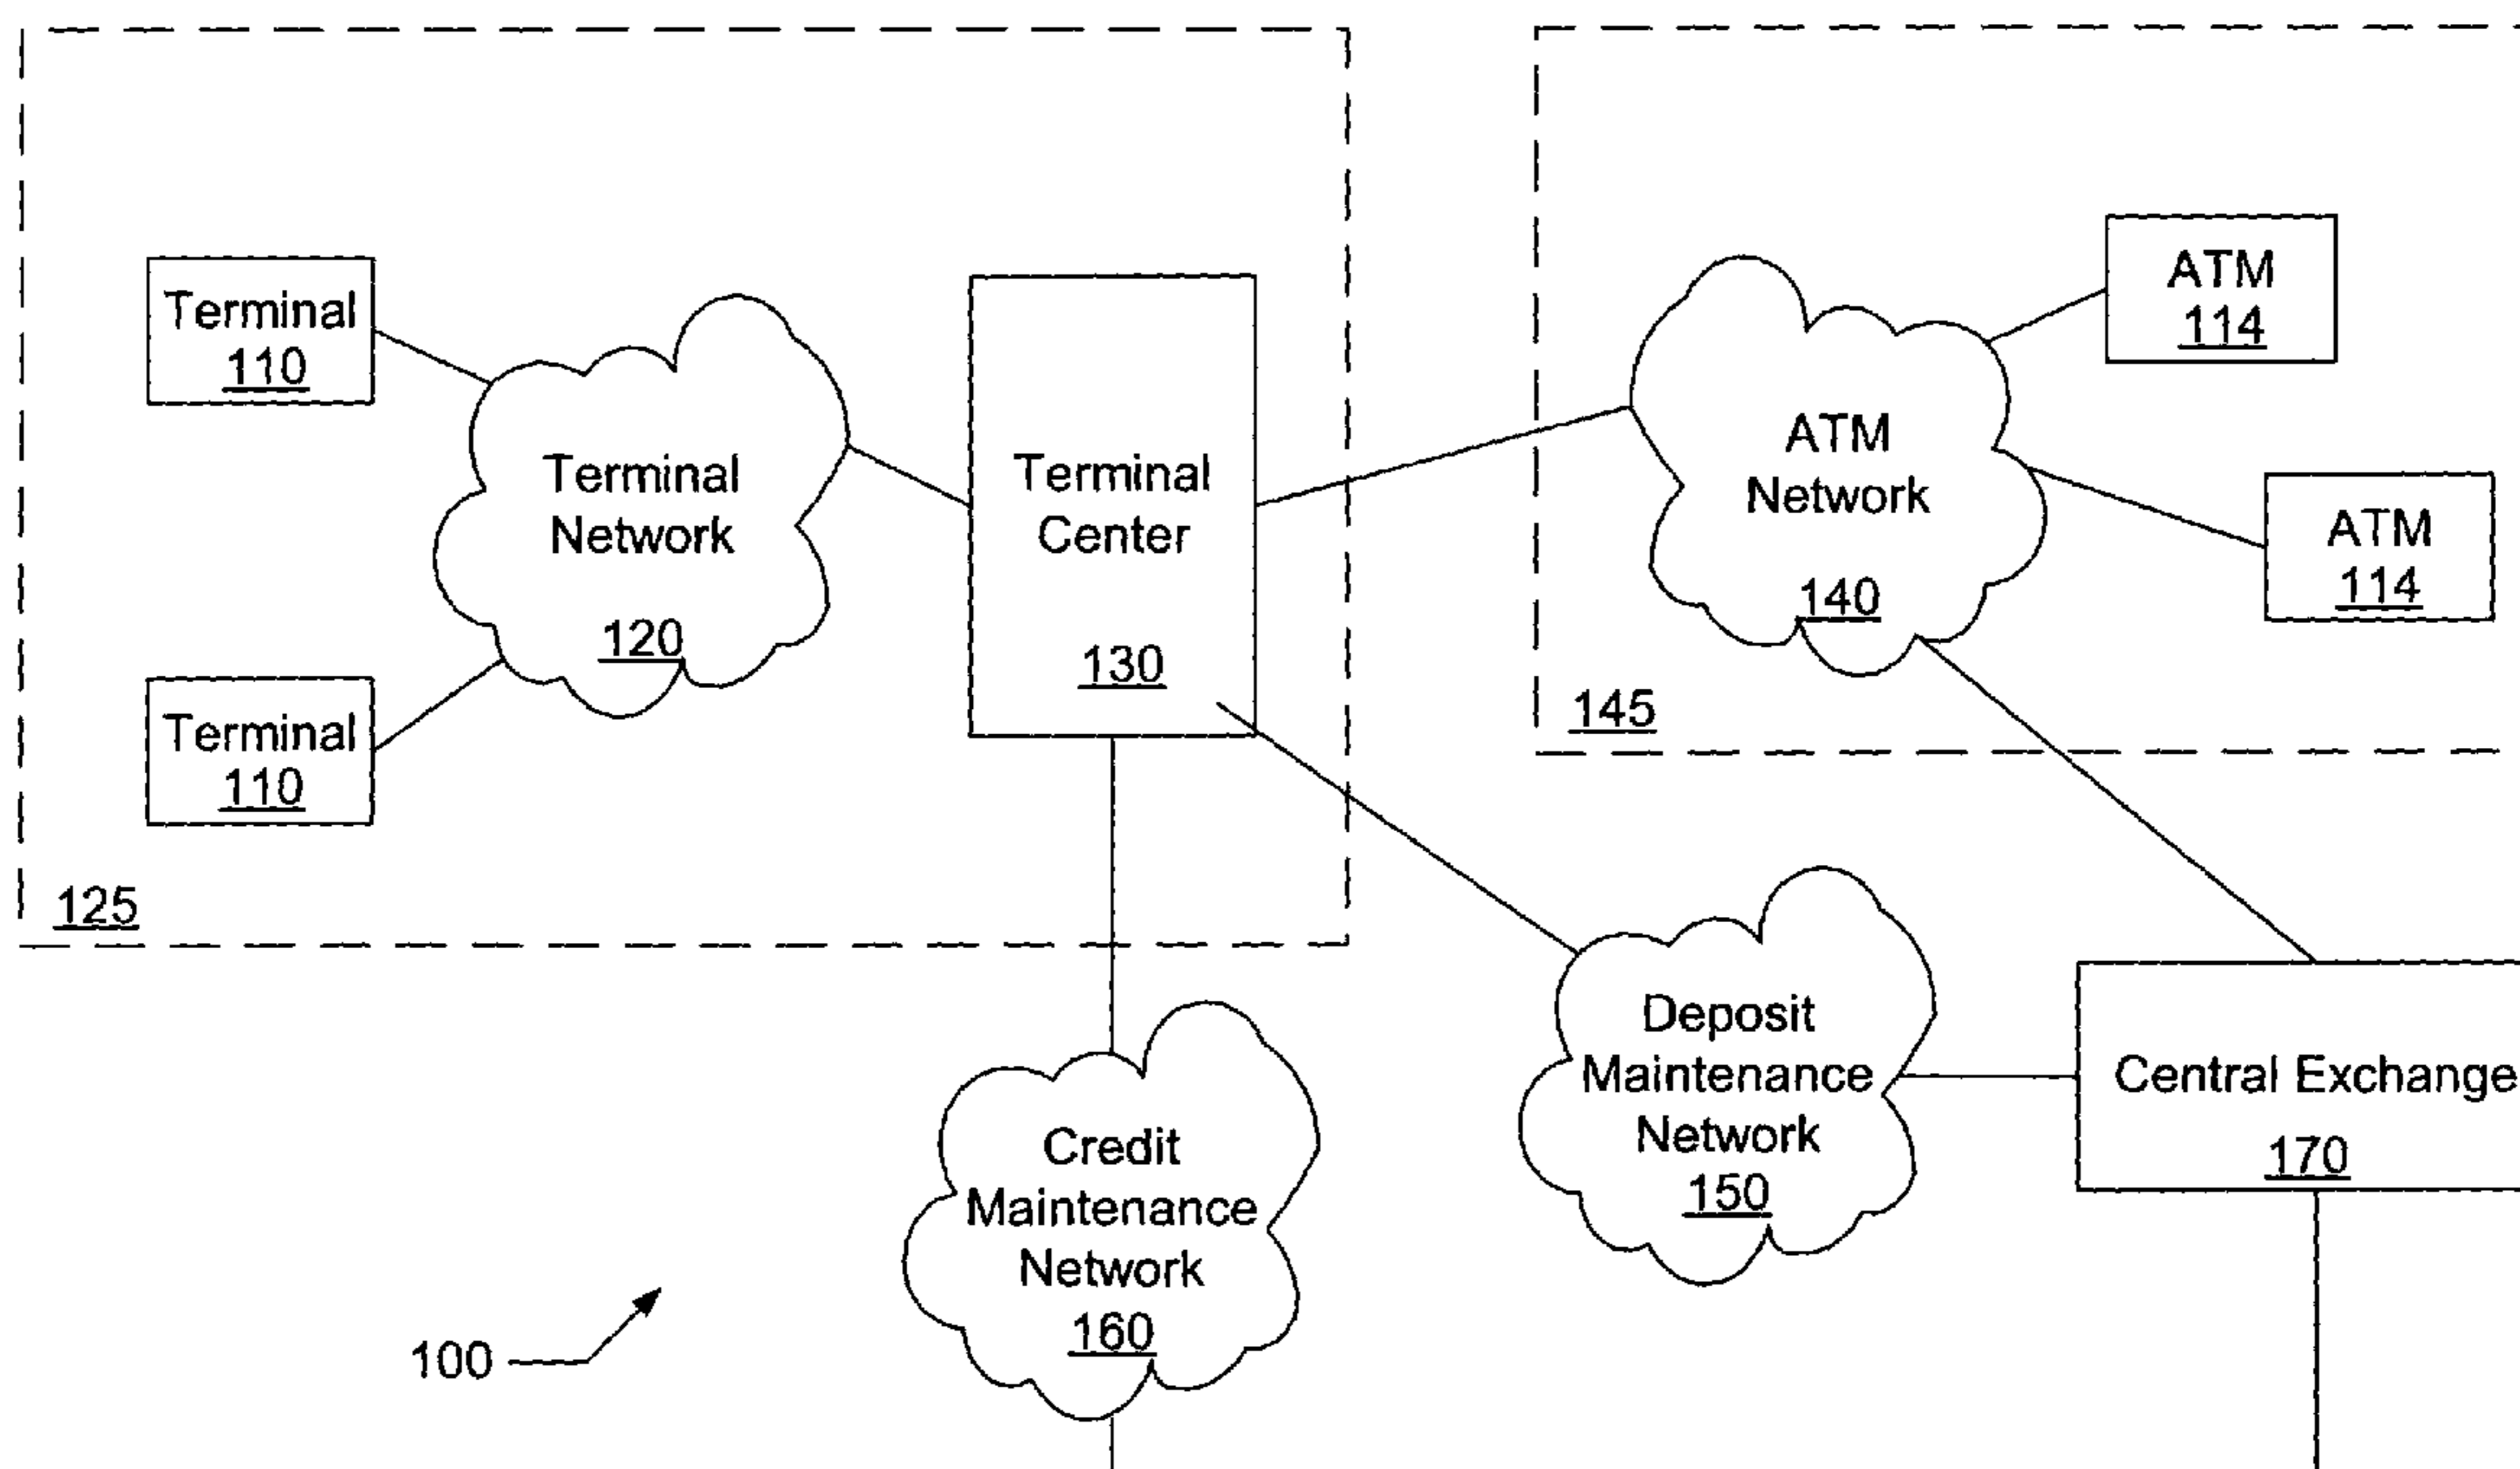 Terminal
110
Terminal
Network
120
Terminal
Center
130
Terminal
110
125
ATM
Network
140
ATM
114
ATM
114
145
Deposit
Maintenance
Network
150
Central Exchange
170
Credit
Maintenance
Network
160
100